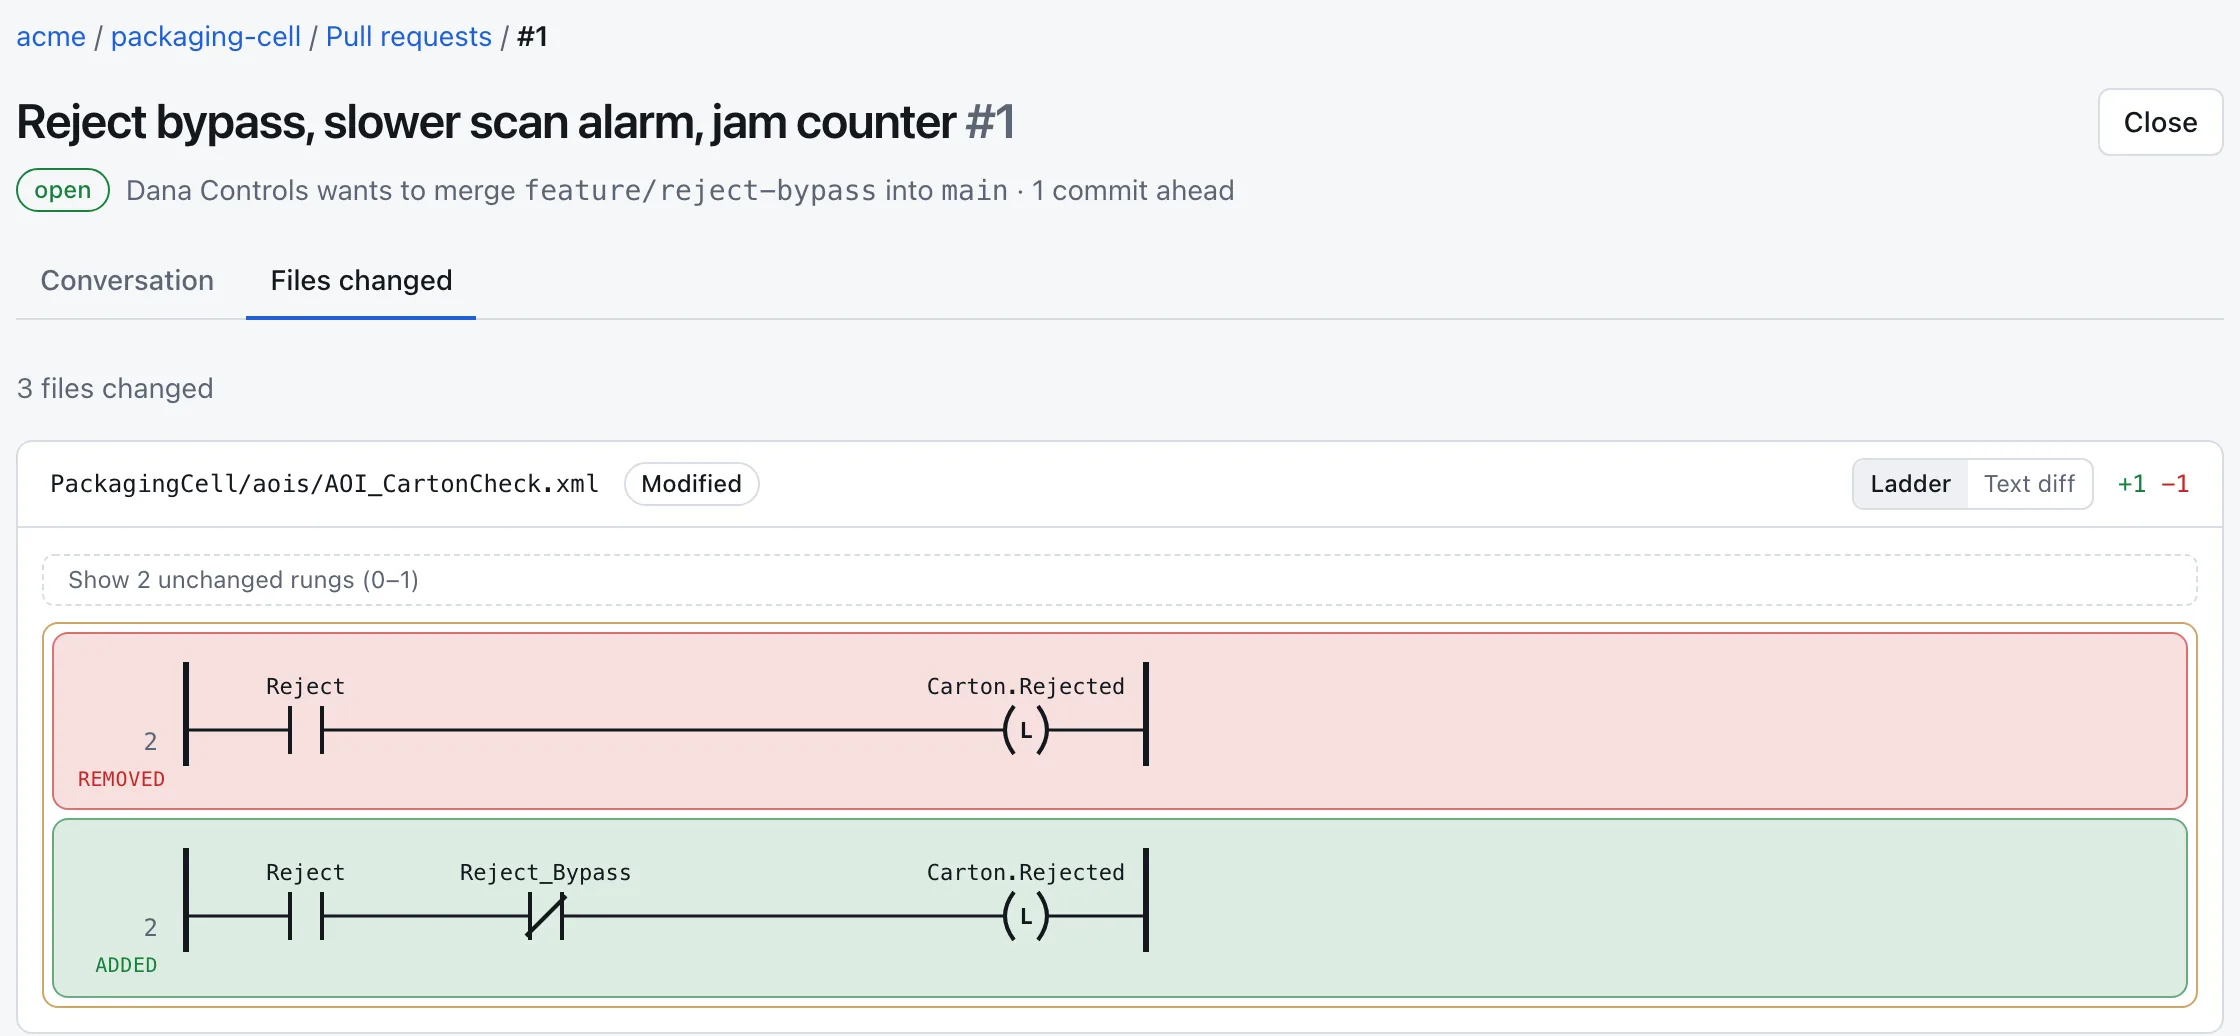 acme / packaging-cell / Pull requests / #1
Reject bypass, slower scan alarm, jam counter #1
Close
open Dana Controls wants to merge feature/reject-bypass into main · 1 commit ahead
Conversation Files changed
3 files changed
PackagingCell/aois/AOI_CartonCheck.xml Modified Ladder Text diff +1 −1
Show 2 unchanged rungs (0–1)
Reject Carton.Rejected
L
2
REMOVED
Reject Reject_Bypass Carton.Rejected
L
2
ADDED